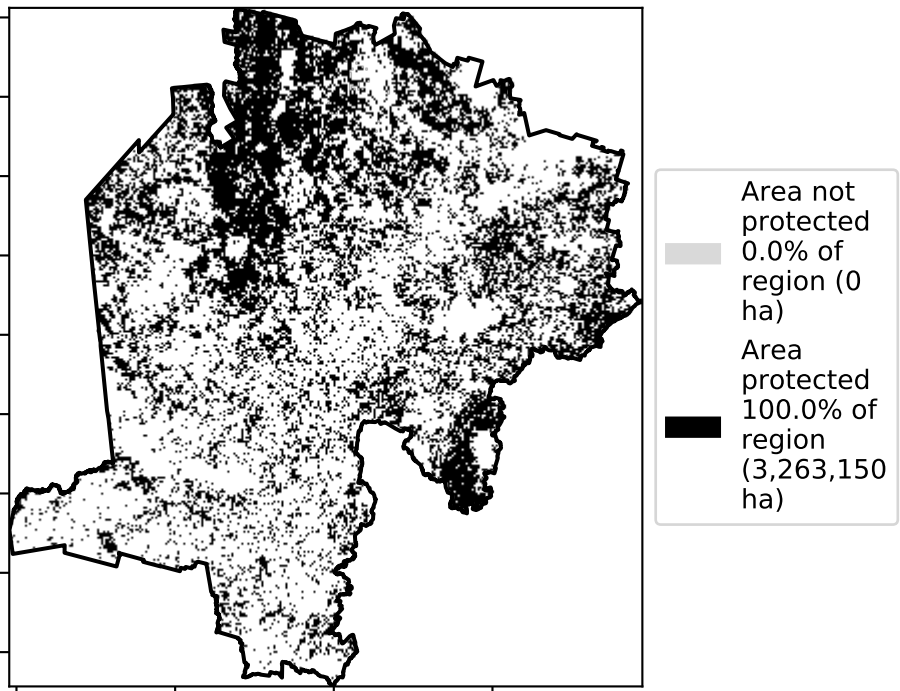 Area not
protected
0.0% of
region (0
ha)
Area
protected
100.0% of
region
(3,263,150
ha)